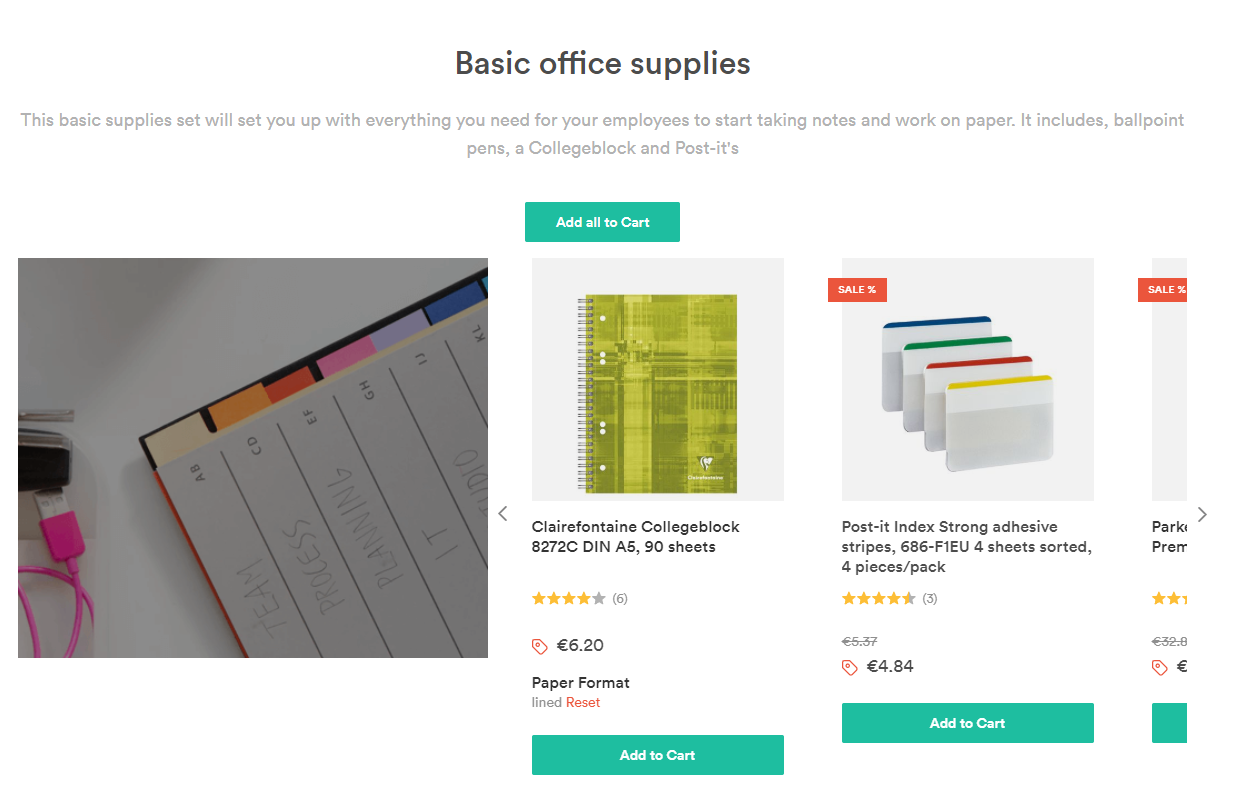 Basic office supplies
This basic supplies set will set you up with everything you need for your employees to start taking notes and work on paper. It includes, ballpoint
pens, a Collegeblock and Post-it's
Add all to Cart
AB
CD
EF
GH
IJ
KL
TEAM
PROCESS
PLANNING
IT
STUDIO
Clairefontaine
Clairefontaine Collegeblock
8272C DIN A5, 90 sheets
(6)
€6.20
Paper Format
lined Reset
Add to Cart
SALE %
Post-it Index Strong adhesive
stripes, 686-F1EU 4 sheets sorted,
4 pieces/pack
(3)
€5.37
€4.84
Add to Cart
SALE %
Parke
Prem
€32.8
€